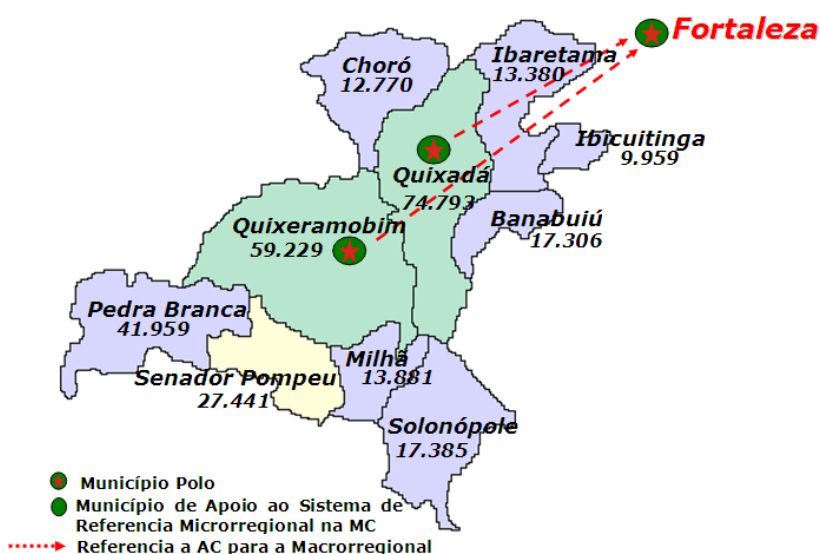 Fortaleza
Ibaretama
13.380
Choró
12.770
Ibicuitinga
9.959
Quixadá
74.793
Banabuiú
17.306
Quixeramobim
59.229
Pedra Branca
41.959
Milhã
13.881
Senador Pompeu
27.441
Solonópole
17.385
Município Polo
Município de Apoio ao Sistema de
Referencia Microrregional na MC
Referencia a AC para a Macrorregional